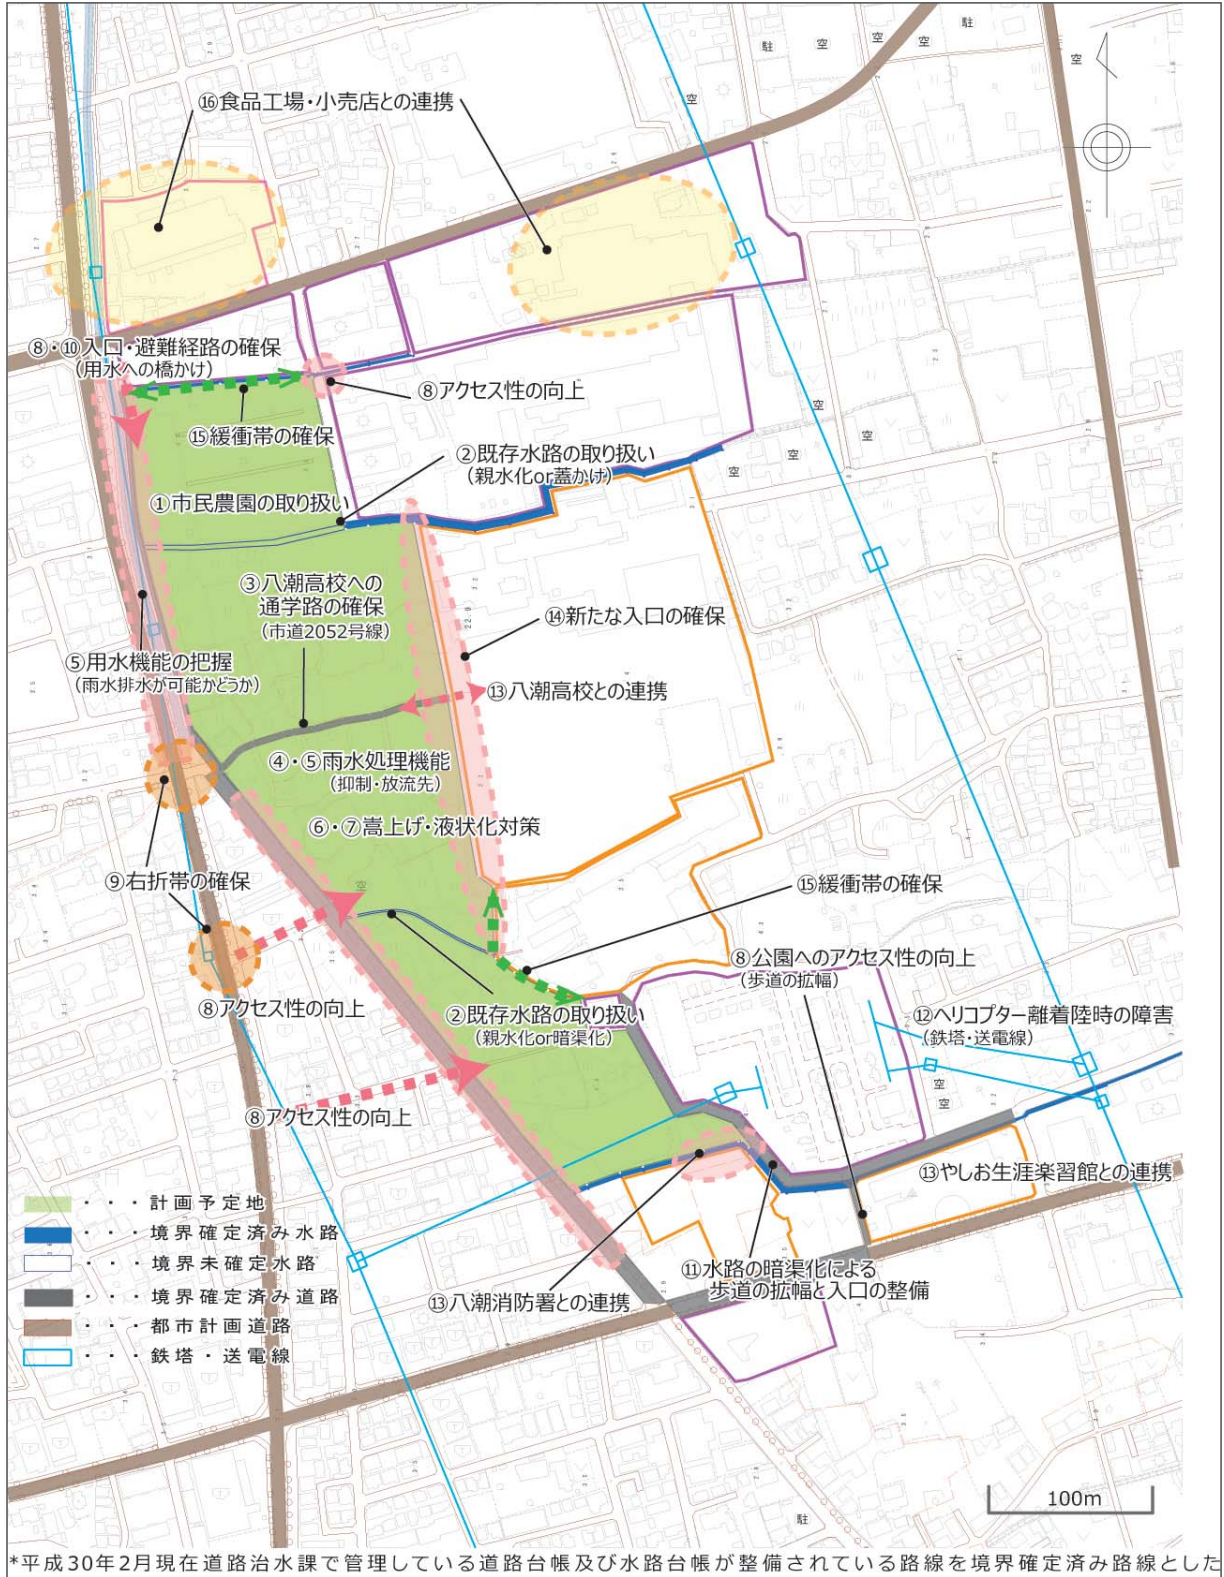 駐
空
空
空
駐
空
空
⑯食品工場・小売店との連携
⑧・⑩入口・避難経路の確保
(用水への橋かけ)
⑧アクセス性の向上
⑮緩衝帯の確保
空
空
空
②既存水路の取り扱い
(親水化or蓋かけ)
①市民農園の取り扱い
③八潮高校への
通学路の確保
(市道2052号線)
⑭新たな入口の確保
⑤用水機能の把握
(雨水排水が可能かどうか)
⑬八潮高校との連携
④・⑤雨水処理機能
(抑制・放流先)
⑥・⑦嵩上げ・液状化対策
⑨右折帯の確保
空
⑮緩衝帯の確保
⑧公園へのアクセス性の向上
(歩道の拡幅)
⑧アクセス性の向上
②既存水路の取り扱い
(親水化or暗渠化)
⑫ヘリコプター離着陸時の障害
(鉄塔・送電線)
空
空
⑧アクセス性の向上
⑬やしお生涯楽習館との連携
⑪水路の暗渠化による
歩道の拡幅と入口の整備
⑬八潮消防署との連携
・・・計画予定地
・・・境界確定済み水路
・・・境界未確定水路
・・・境界確定済み道路
・・・都市計画道路
・・・鉄塔・送電線
100m
駐
*平成30年2月現在道路治水課で管理している道路台帳及び水路台帳が整備されている路線を境界確定済み路線とした